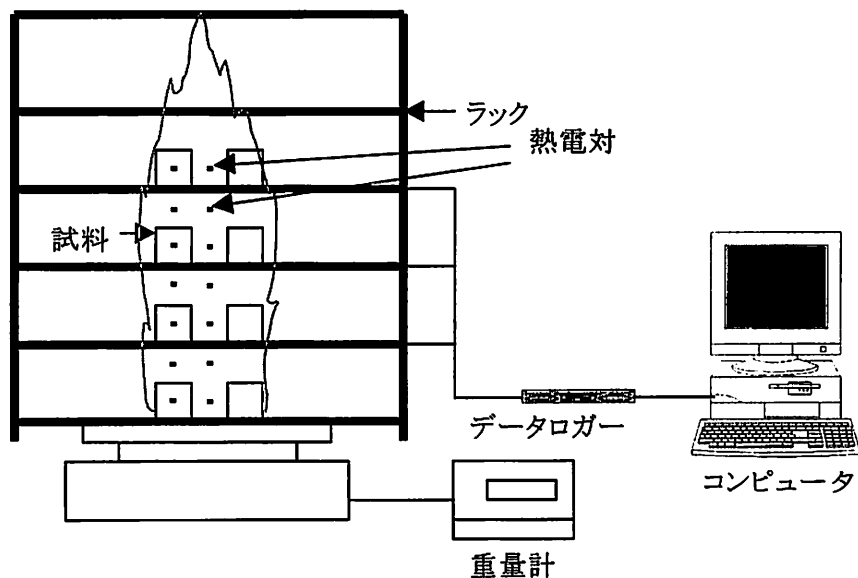 ラック
熱電対
試料
データロガー
コンピュータ
重量計